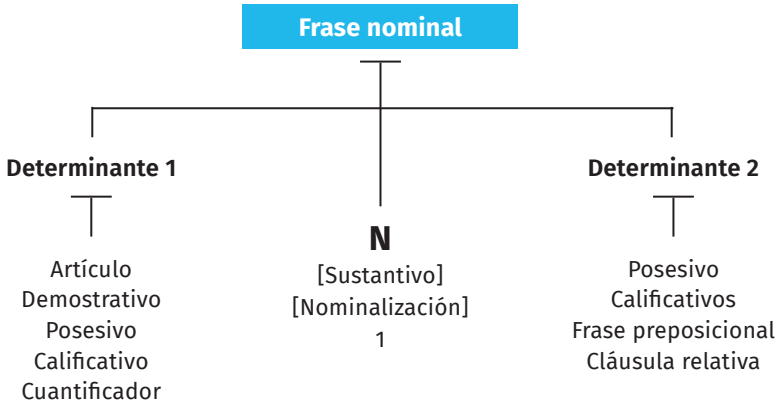 Frase nominal
Determinante 1
Artículo
Demostrativo
Posesivo
Calificativo
Cuantificador
N
[Sustantivo]
[Nominalización]
1
Determinante 2
Posesivo
Calificativos
Frase preposicional
Cláusula relativa